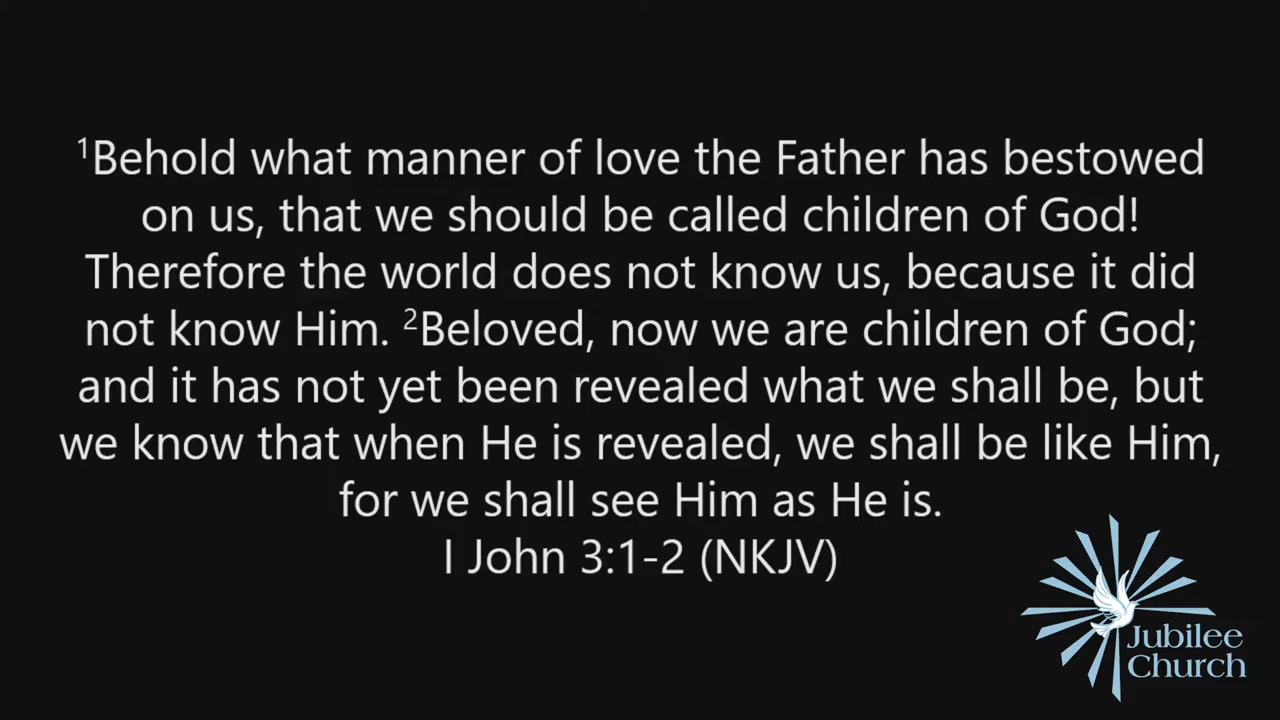 ¹Behold what manner of love the Father has bestowed
on us, that we should be called children of God!
Therefore the world does not know us, because it did
not know Him. ²Beloved, now we are children of God;
and it has not yet been revealed what we shall be, but
we know that when He is revealed, we shall be like Him,
for we shall see Him as He is.
I John 3:1-2 (NKJV)
Jubilee
Church